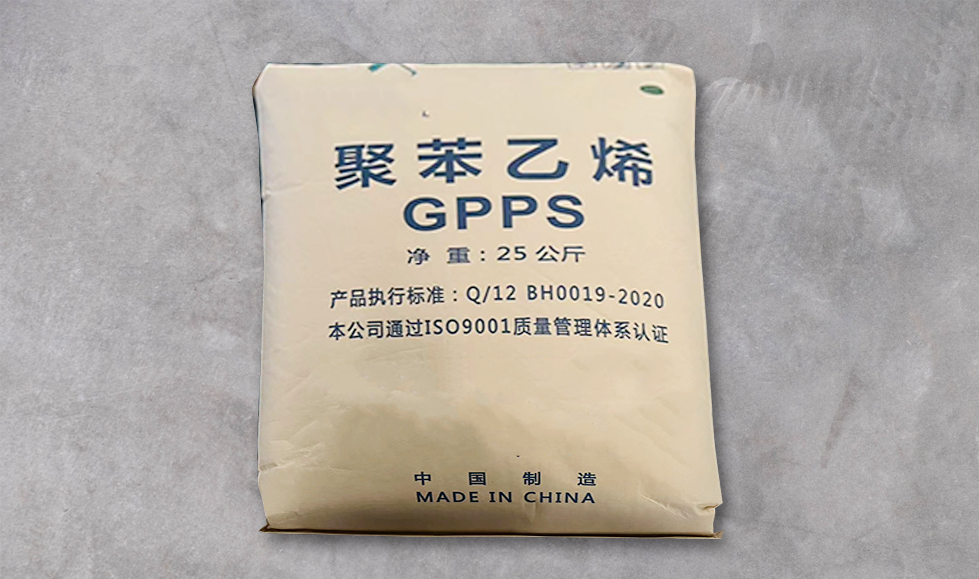 聚苯乙烯
GPPS
净 重：25 公斤
产品执行标准：Q/12 BH0019-2020
本公司通过ISO9001质量管理体系认证
中 国 制 造
MADE IN CHINA